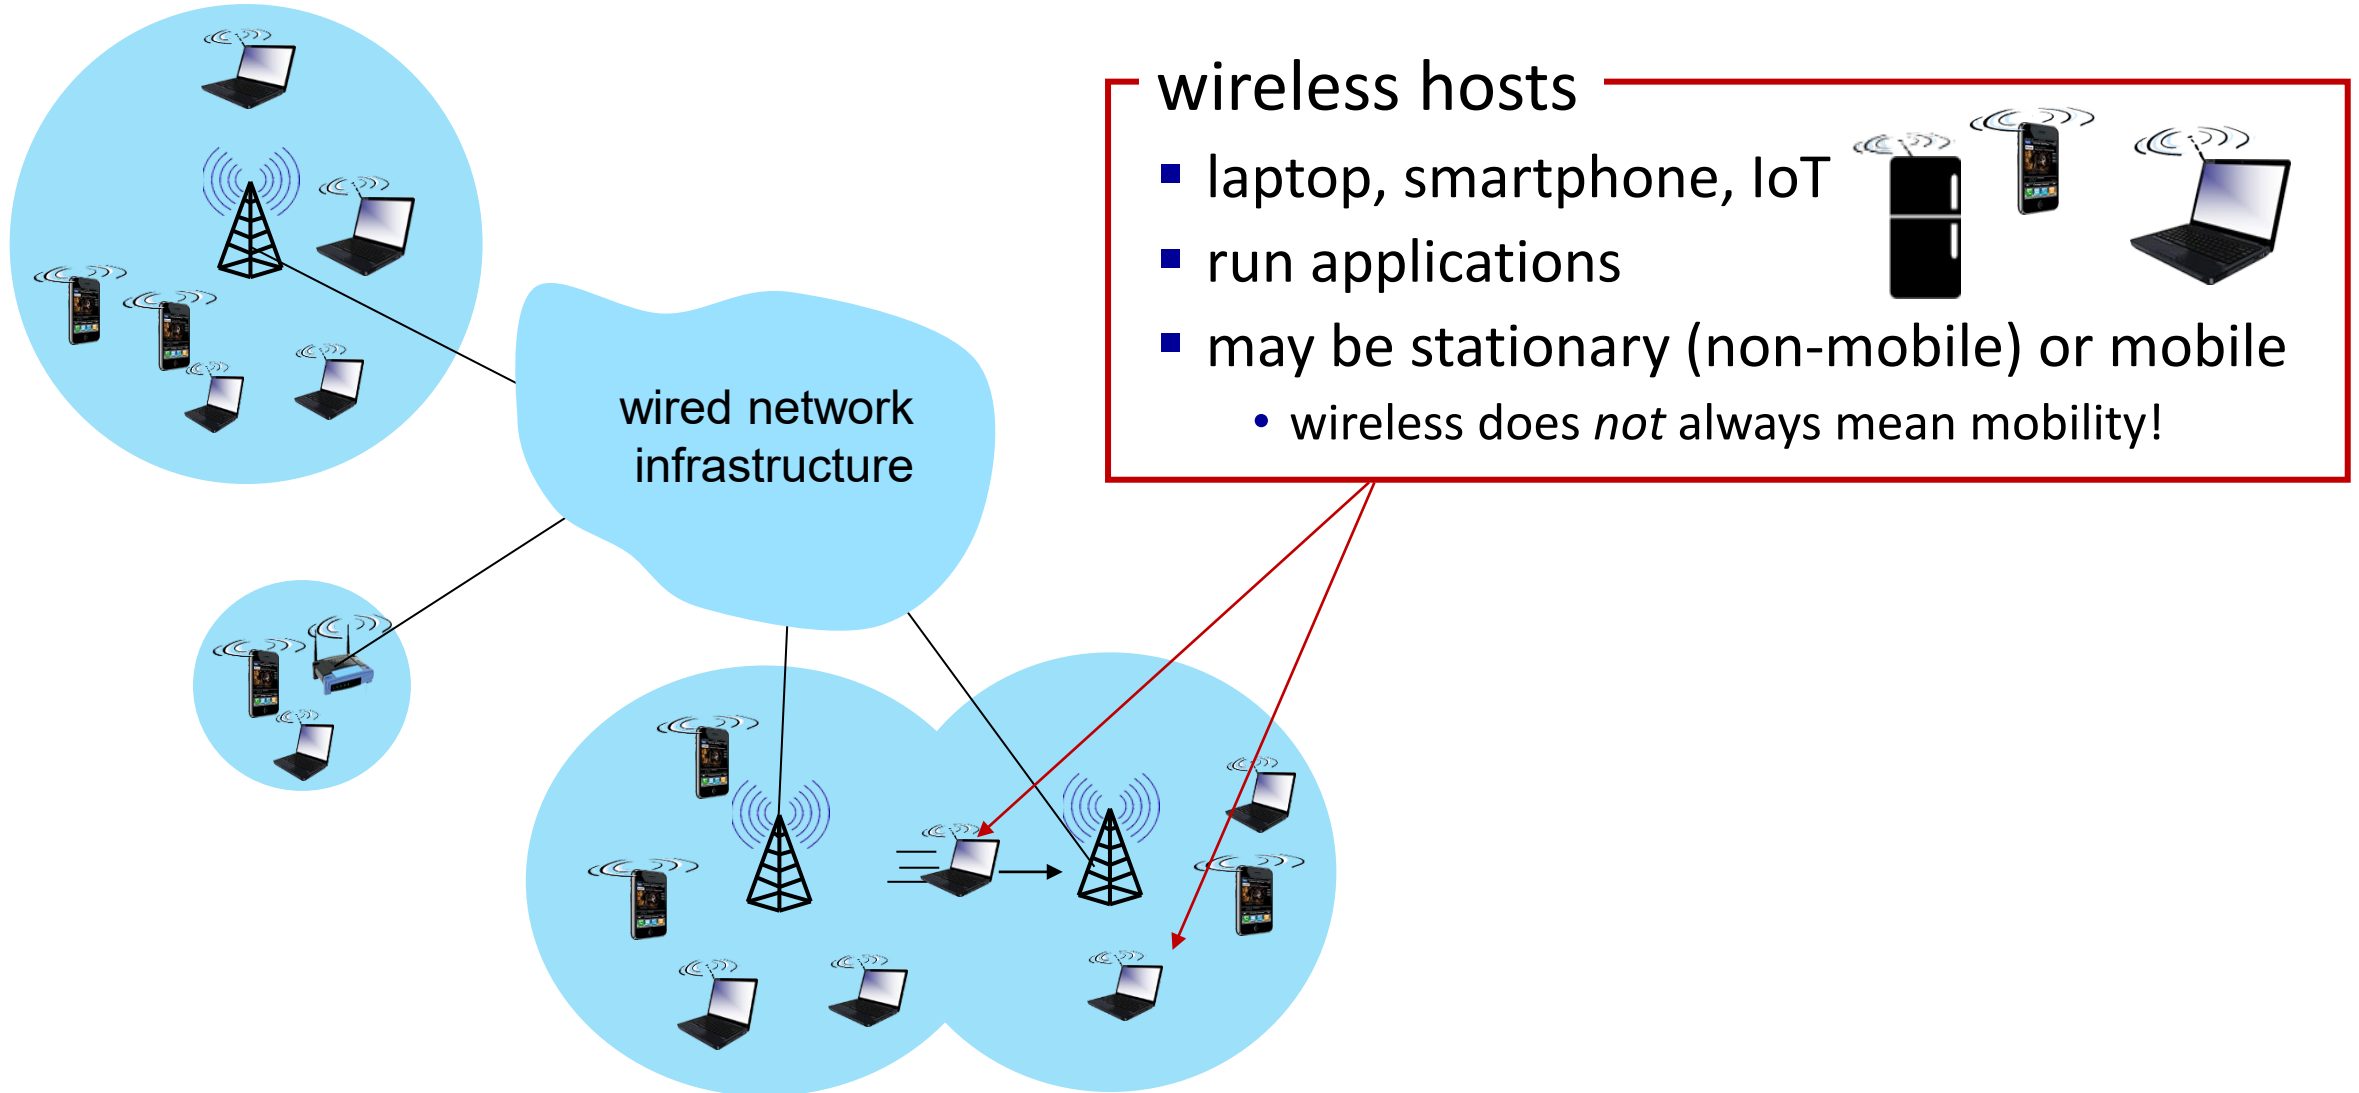 wireless hosts
▪ laptop, smartphone, IoT
▪ run applications
▪ may be stationary (non-mobile) or mobile
• wireless does not always mean mobility!
wired network
infrastructure